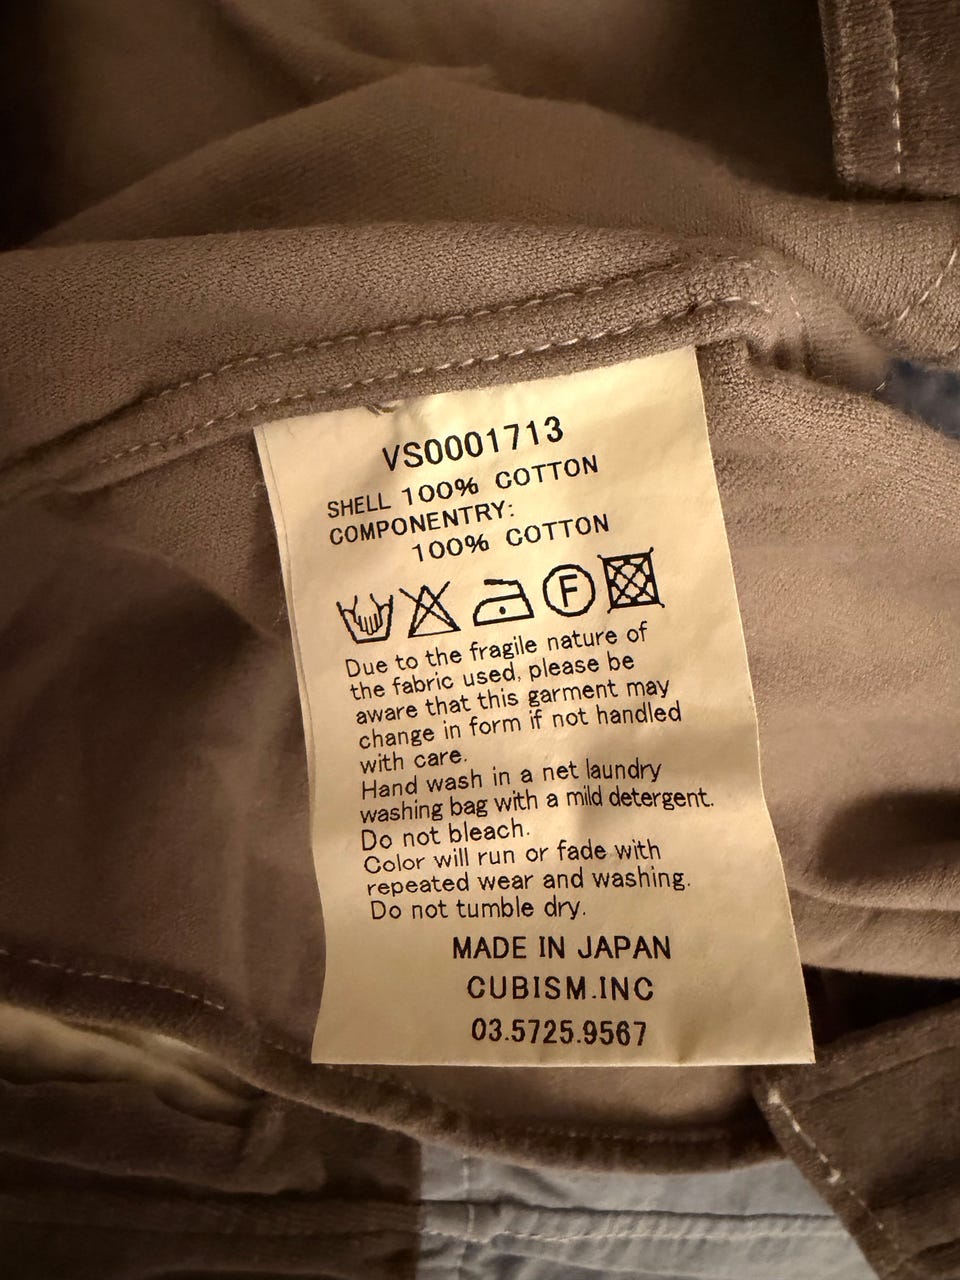 VS0001713
SHELL 100% COTTON
COMPONENTRY:
100% COTTON
F
Due to the fragile nature of
the fabric used, please be
aware that this garment may
change in form if not handled
with care.
Hand wash in a net laundry
washing bag with a mild detergent.
Do not bleach.
Color will run or fade with
repeated wear and washing.
Do not tumble dry.
MADE IN JAPAN
CUBISM.INC
03.5725.9567